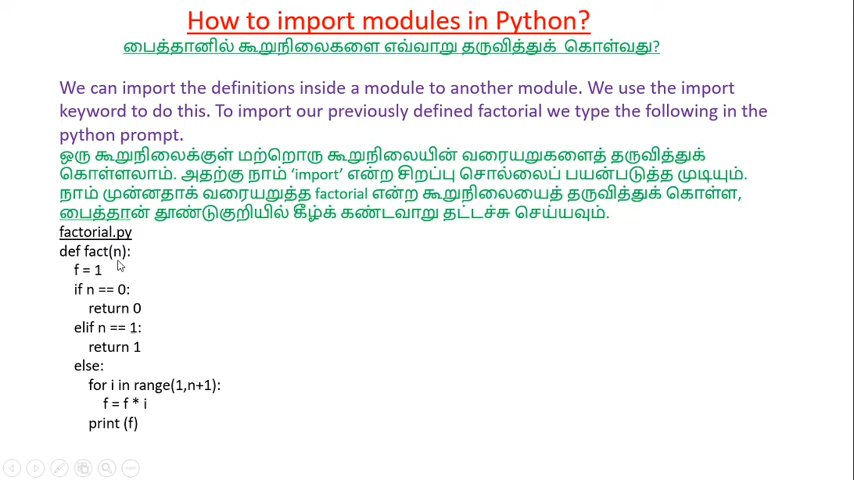 How to import modules in Python?
பைத்தானில் கூறுநிலைகளை எவ்வாறு தருவித்துக் கொள்வது?
We can import the definitions inside a module to another module. We use the import
keyword to do this. To import our previously defined factorial we type the following in the
python prompt.
ஒரு கூறுநிலைக்குள் மற்றொரு கூறுநிலையின் வரையறுகளைத் தருவித்துக்
கொள்ளலாம். அதற்கு நாம் ‘import’ என்ற சிறப்பு சொல்லைப் பயன்படுத்த முடியும்.
நாம் முன்னதாக் வரையறுத்த factorial என்ற கூறுநிலையைத் தருவித்துக் கொள்ள,
பைத்தான் தூண்டுகுறியில் கீழ்க் கண்டவாறு தட்டச்சு செய்யவும்.
factorial.py
def fact(n):
f = 1
if n == 0:
return 0
elif n == 1:
return 1
else:
for i in range(1,n+1):
f = f * i
print (f)